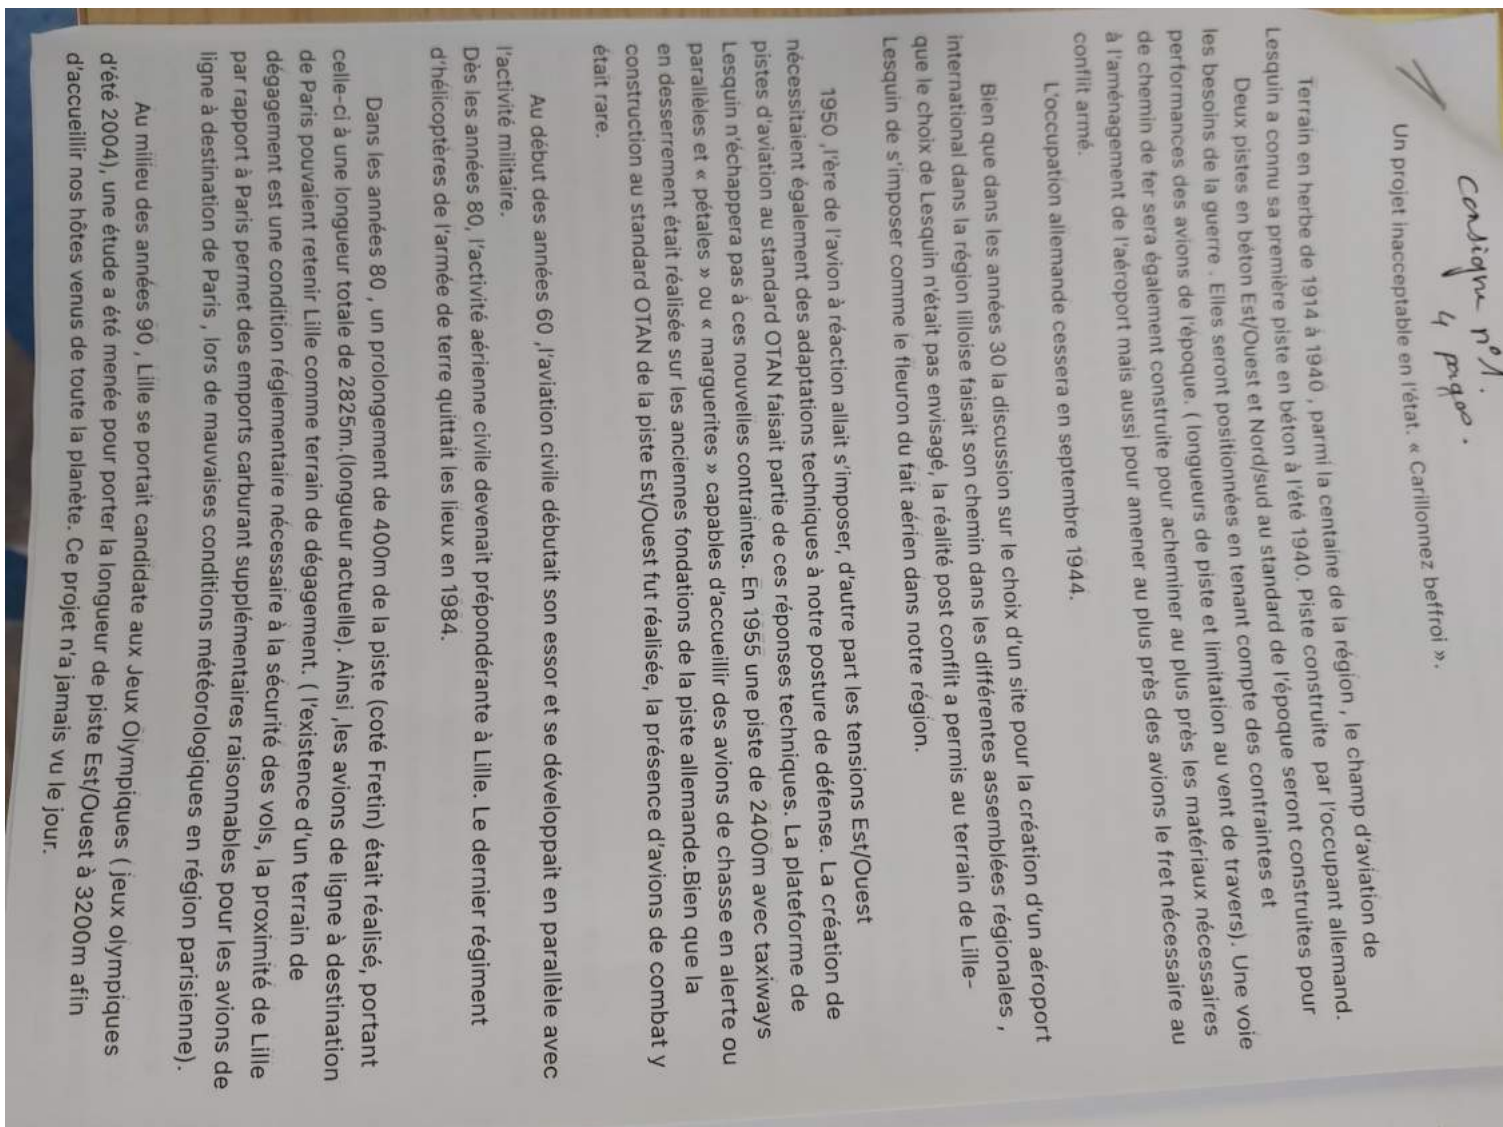 Consigne n°1.
4 pages.
Un projet inacceptable en l'état. « Carillonnez beffroi ».
Terrain en herbe de 1914 à 1940 , parmi la centaine de la région , le champ d'aviation de
Lesquin a connu sa première piste en béton à l'été 1940. Piste construite par l'occupant allemand.
Deux pistes en béton Est/Ouest et Nord/sud au standard de l'époque seront construites pour
les besoins de la guerre . Elles seront positionnées en tenant compte des contraintes et
performances des avions de l'époque. ( longueurs de piste et limitation au vent de travers). Une voie
de chemin de fer sera également construite pour acheminer au plus près les matériaux nécessaires
à l'aménagement de l'aéroport mais aussi pour amener au plus près des avions le fret nécessaire au
conflit armé.
L'occupation allemande cessera en septembre 1944.
Bien que dans les années 30 la discussion sur le choix d'un site pour la création d'un aéroport
international dans la région lilloise faisait son chemin dans les différentes assemblées régionales ,
que le choix de Lesquin n'était pas envisagé, la réalité post conflit a permis au terrain de Lille-
Lesquin de s'imposer comme le fleuron du fait aérien dans notre région.
1950 ,l'ère de l'avion à réaction allait s'imposer, d'autre part les tensions Est/Ouest
nécessitaient également des adaptations techniques à notre posture de défense. La création de
pistes d'aviation au standard OTAN faisait partie de ces réponses techniques. La plateforme de
Lesquin n'échappera pas à ces nouvelles contraintes. En 1955 une piste de 2400m avec taxiways
parallèles et « pétales » ou « marguerites » capables d'accueillir des avions de chasse en alerte ou
en desserrement était réalisée sur les anciennes fondations de la piste allemande.Bien que la
construction au standard OTAN de la piste Est/Ouest fut réalisée, la présence d'avions de combat y
était rare.
Au début des années 60 ,l'aviation civile débutait son essor et se développait en parallèle avec
l'activité militaire.
Dès les années 80, l'activité aérienne civile devenait prépondérante à Lille. Le dernier régiment
d'hélicoptères de l'armée de terre quittait les lieux en 1984.
Dans les années 80 , un prolongement de 400m de la piste (coté Fretin) était réalisé, portant
celle-ci à une longueur totale de 2825m.(longueur actuelle). Ainsi ,les avions de ligne à destination
de Paris pouvaient retenir Lille comme terrain de dégagement. ( l'existence d'un terrain de
dégagement est une condition réglementaire nécessaire à la sécurité des vols, la proximité de Lille
par rapport à Paris permet des emports carburant supplémentaires raisonnables pour les avions de
ligne à destination de Paris , lors de mauvaises conditions météorologiques en région parisienne).
Au milieu des années 90 , Lille se portait candidate aux Jeux Olympiques ( jeux olympiques
d'été 2004), une étude a été menée pour porter la longueur de piste Est/Ouest à 3200m afin
d'accueillir nos hôtes venus de toute la planète. Ce projet n'a jamais vu le jour.